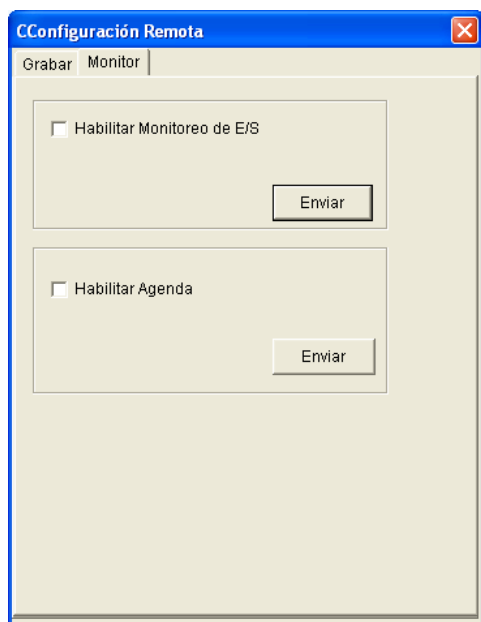 CConfiguración Remota
Grabar Monitor
Habilitar Monitoreo de E/S
Enviar
Habilitar Agenda
Enviar